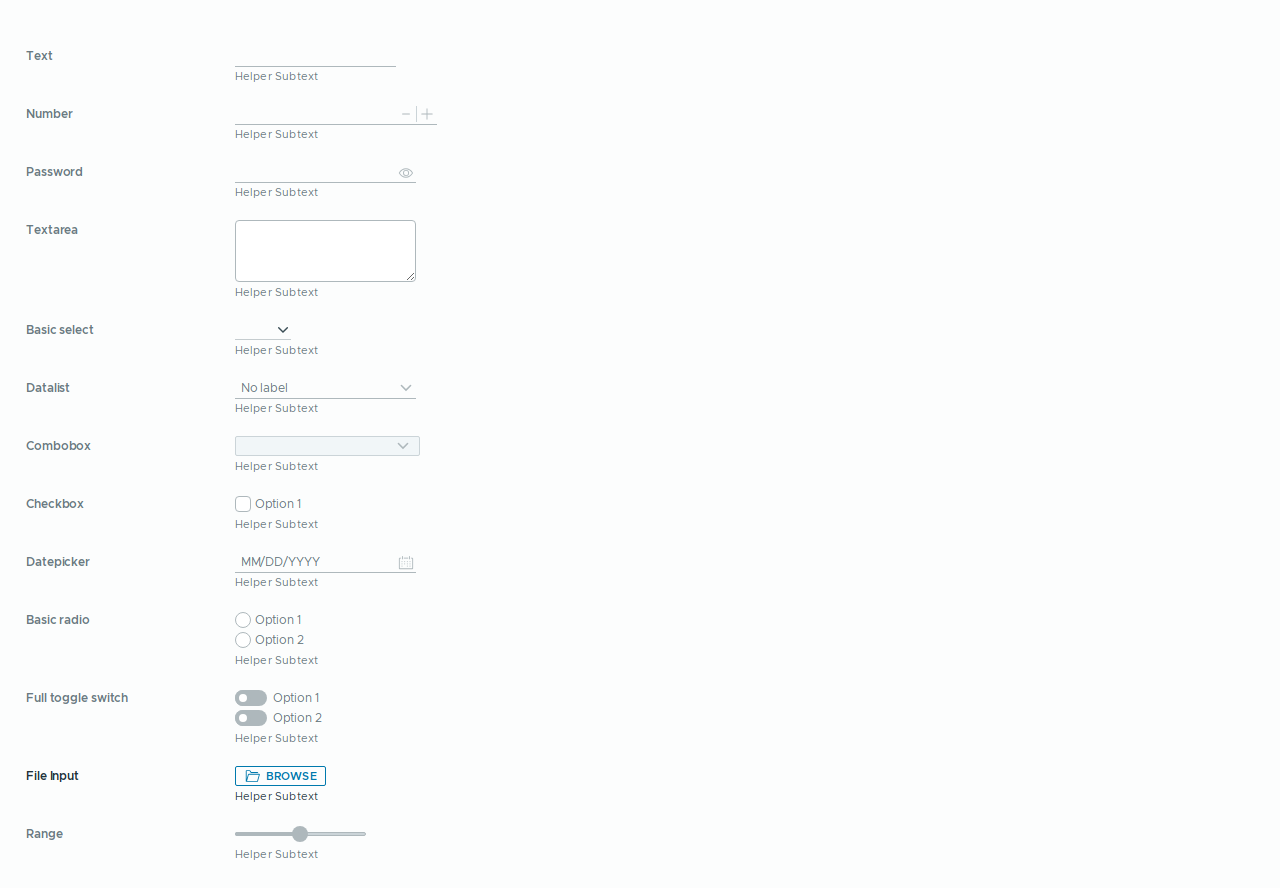 Text
Helper Subtext
Number
Helper Subtext
Password
Helper Subtext
Textarea
Helper Subtext
Basic select
Helper Subtext
Datalist No label
Helper Subtext
Combobox
Helper Subtext
Checkbox Option 1
Helper Subtext
Datepicker MM/DD/YYYY
Helper Subtext
Basic radio Option 1
Option 2
Helper Subtext
Full toggle switch Option 1
Option 2
Helper Subtext
File Input BROWSE
Helper Subtext
Range
Helper Subtext